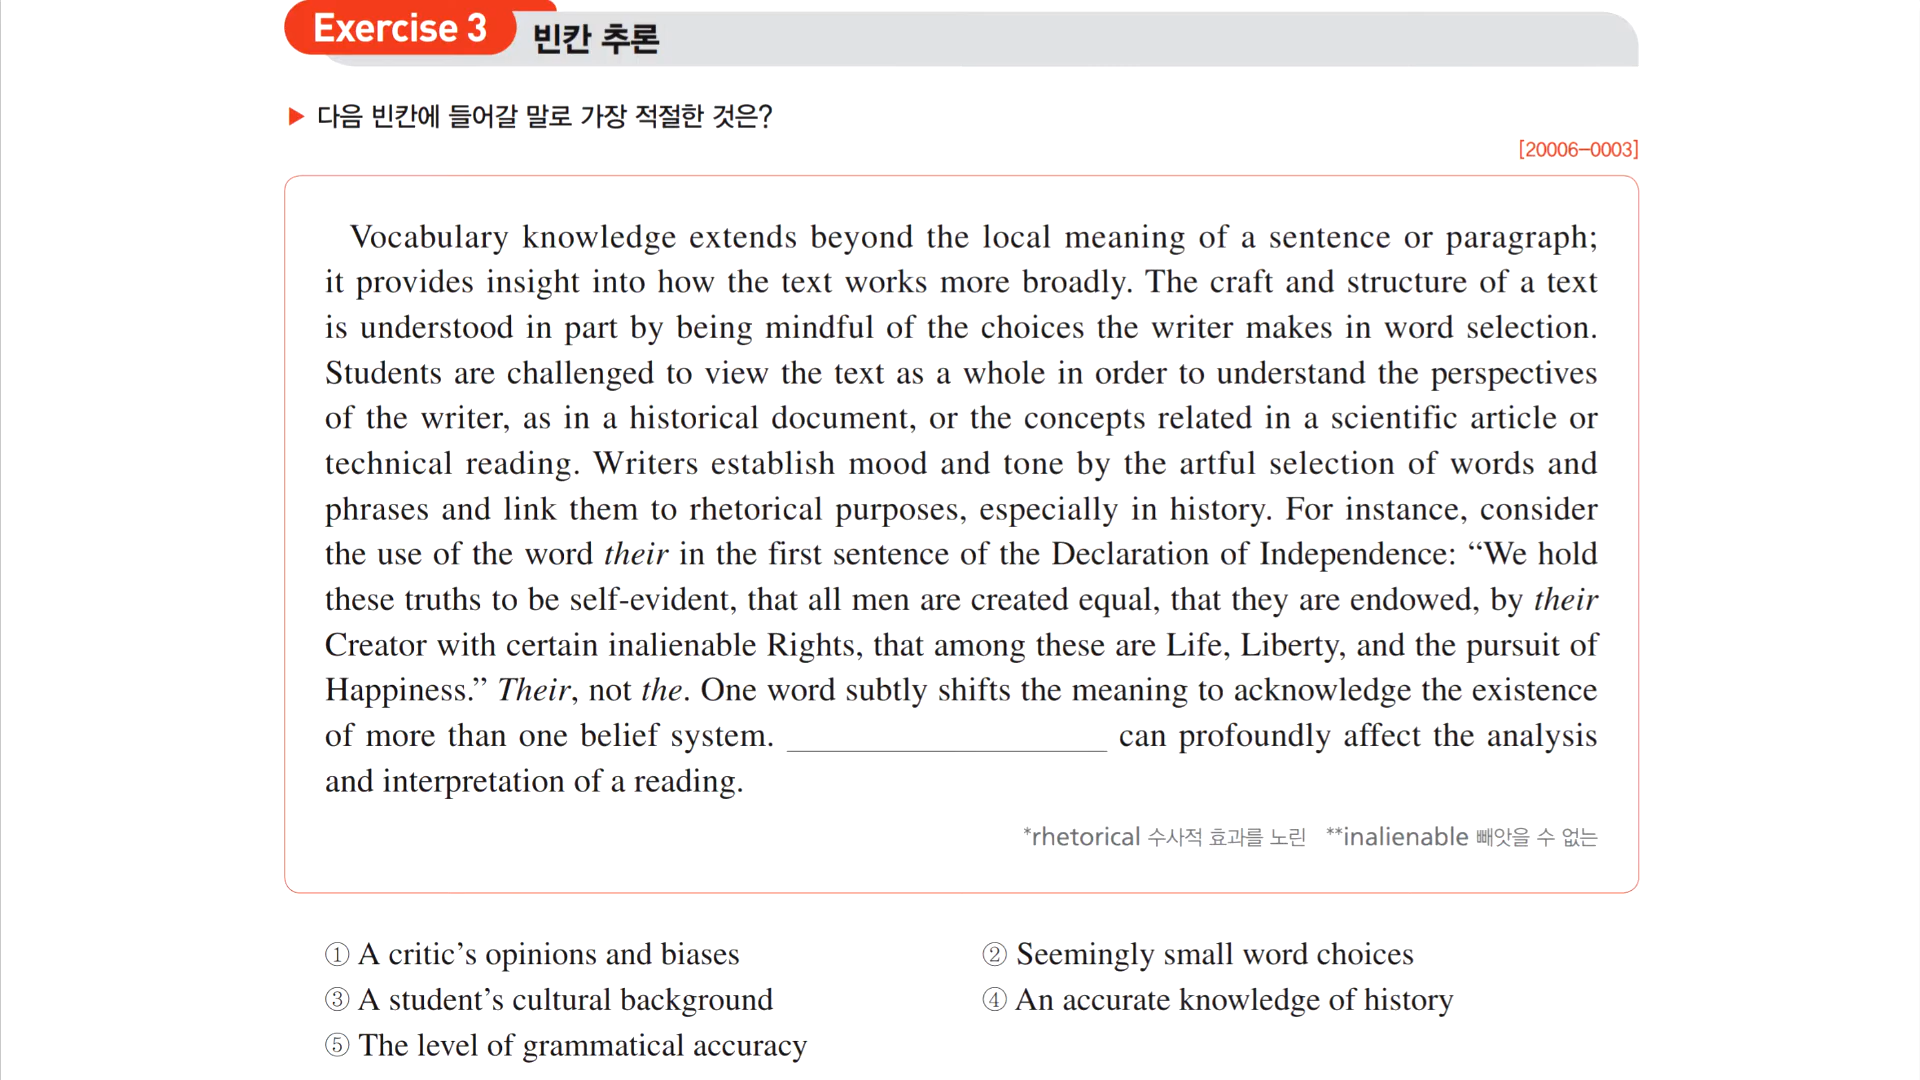 Exercise 3 빈칸 추론
▶ 다음 빈칸에 들어갈 말로 가장 적절한 것은?
[20006-0003]
Vocabulary knowledge extends beyond the local meaning of a sentence or paragraph;
it provides insight into how the text works more broadly. The craft and structure of a text
is understood in part by being mindful of the choices the writer makes in word selection.
Students are challenged to view the text as a whole in order to understand the perspectives
of the writer, as in a historical document, or the concepts related in a scientific article or
technical reading. Writers establish mood and tone by the artful selection of words and
phrases and link them to rhetorical purposes, especially in history. For instance, consider
the use of the word their in the first sentence of the Declaration of Independence: “We hold
these truths to be self-evident, that all men are created equal, that they are endowed, by their
Creator with certain inalienable Rights, that among these are Life, Liberty, and the pursuit of
Happiness.” Their, not the. One word subtly shifts the meaning to acknowledge the existence
of more than one belief system. ____________________ can profoundly affect the analysis
and interpretation of a reading.
*rhetorical 수사적 효과를 노린 **inalienable 빼앗을 수 없는
① A critic’s opinions and biases ② Seemingly small word choices
③ A student’s cultural background ④ An accurate knowledge of history
⑤ The level of grammatical accuracy